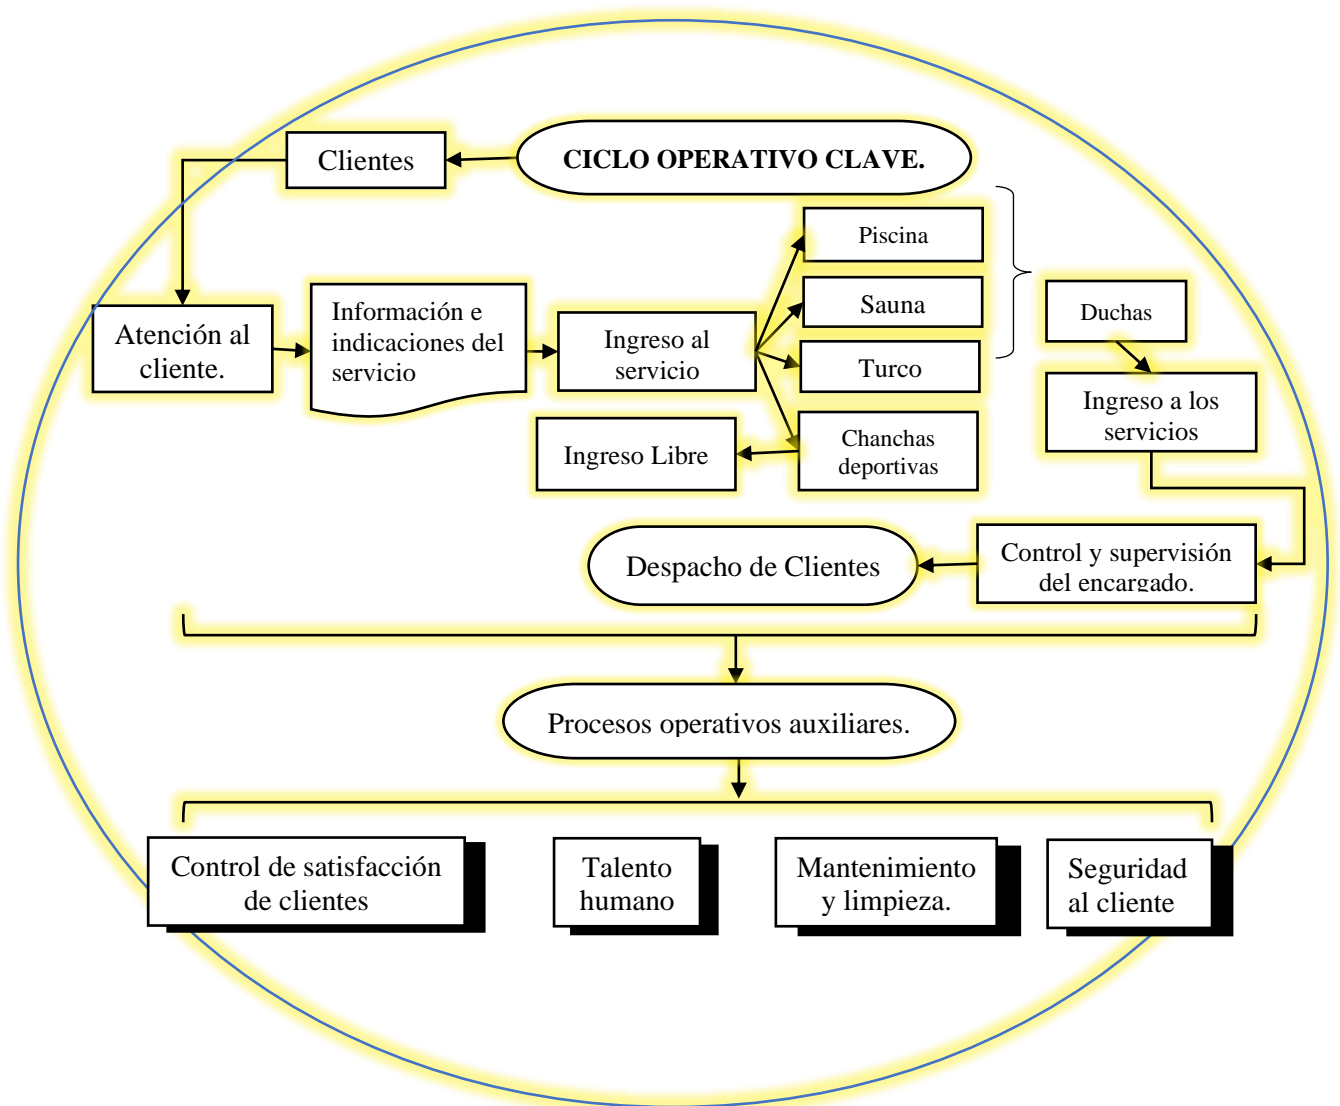 CICLO OPERATIVO CLAVE.
Clientes
Atención al
cliente.
Información e
indicaciones del
servicio
Ingreso al
servicio
Piscina
Sauna
Turco
Chanchas
deportivas
Ingreso Libre
Duchas
Ingreso a los
servicios
Control y supervisión
del encargado.
Despacho de Clientes
Procesos operativos auxiliares.
Control de satisfacción
de clientes
Talento
humano
Mantenimiento
y limpieza.
Seguridad
al cliente